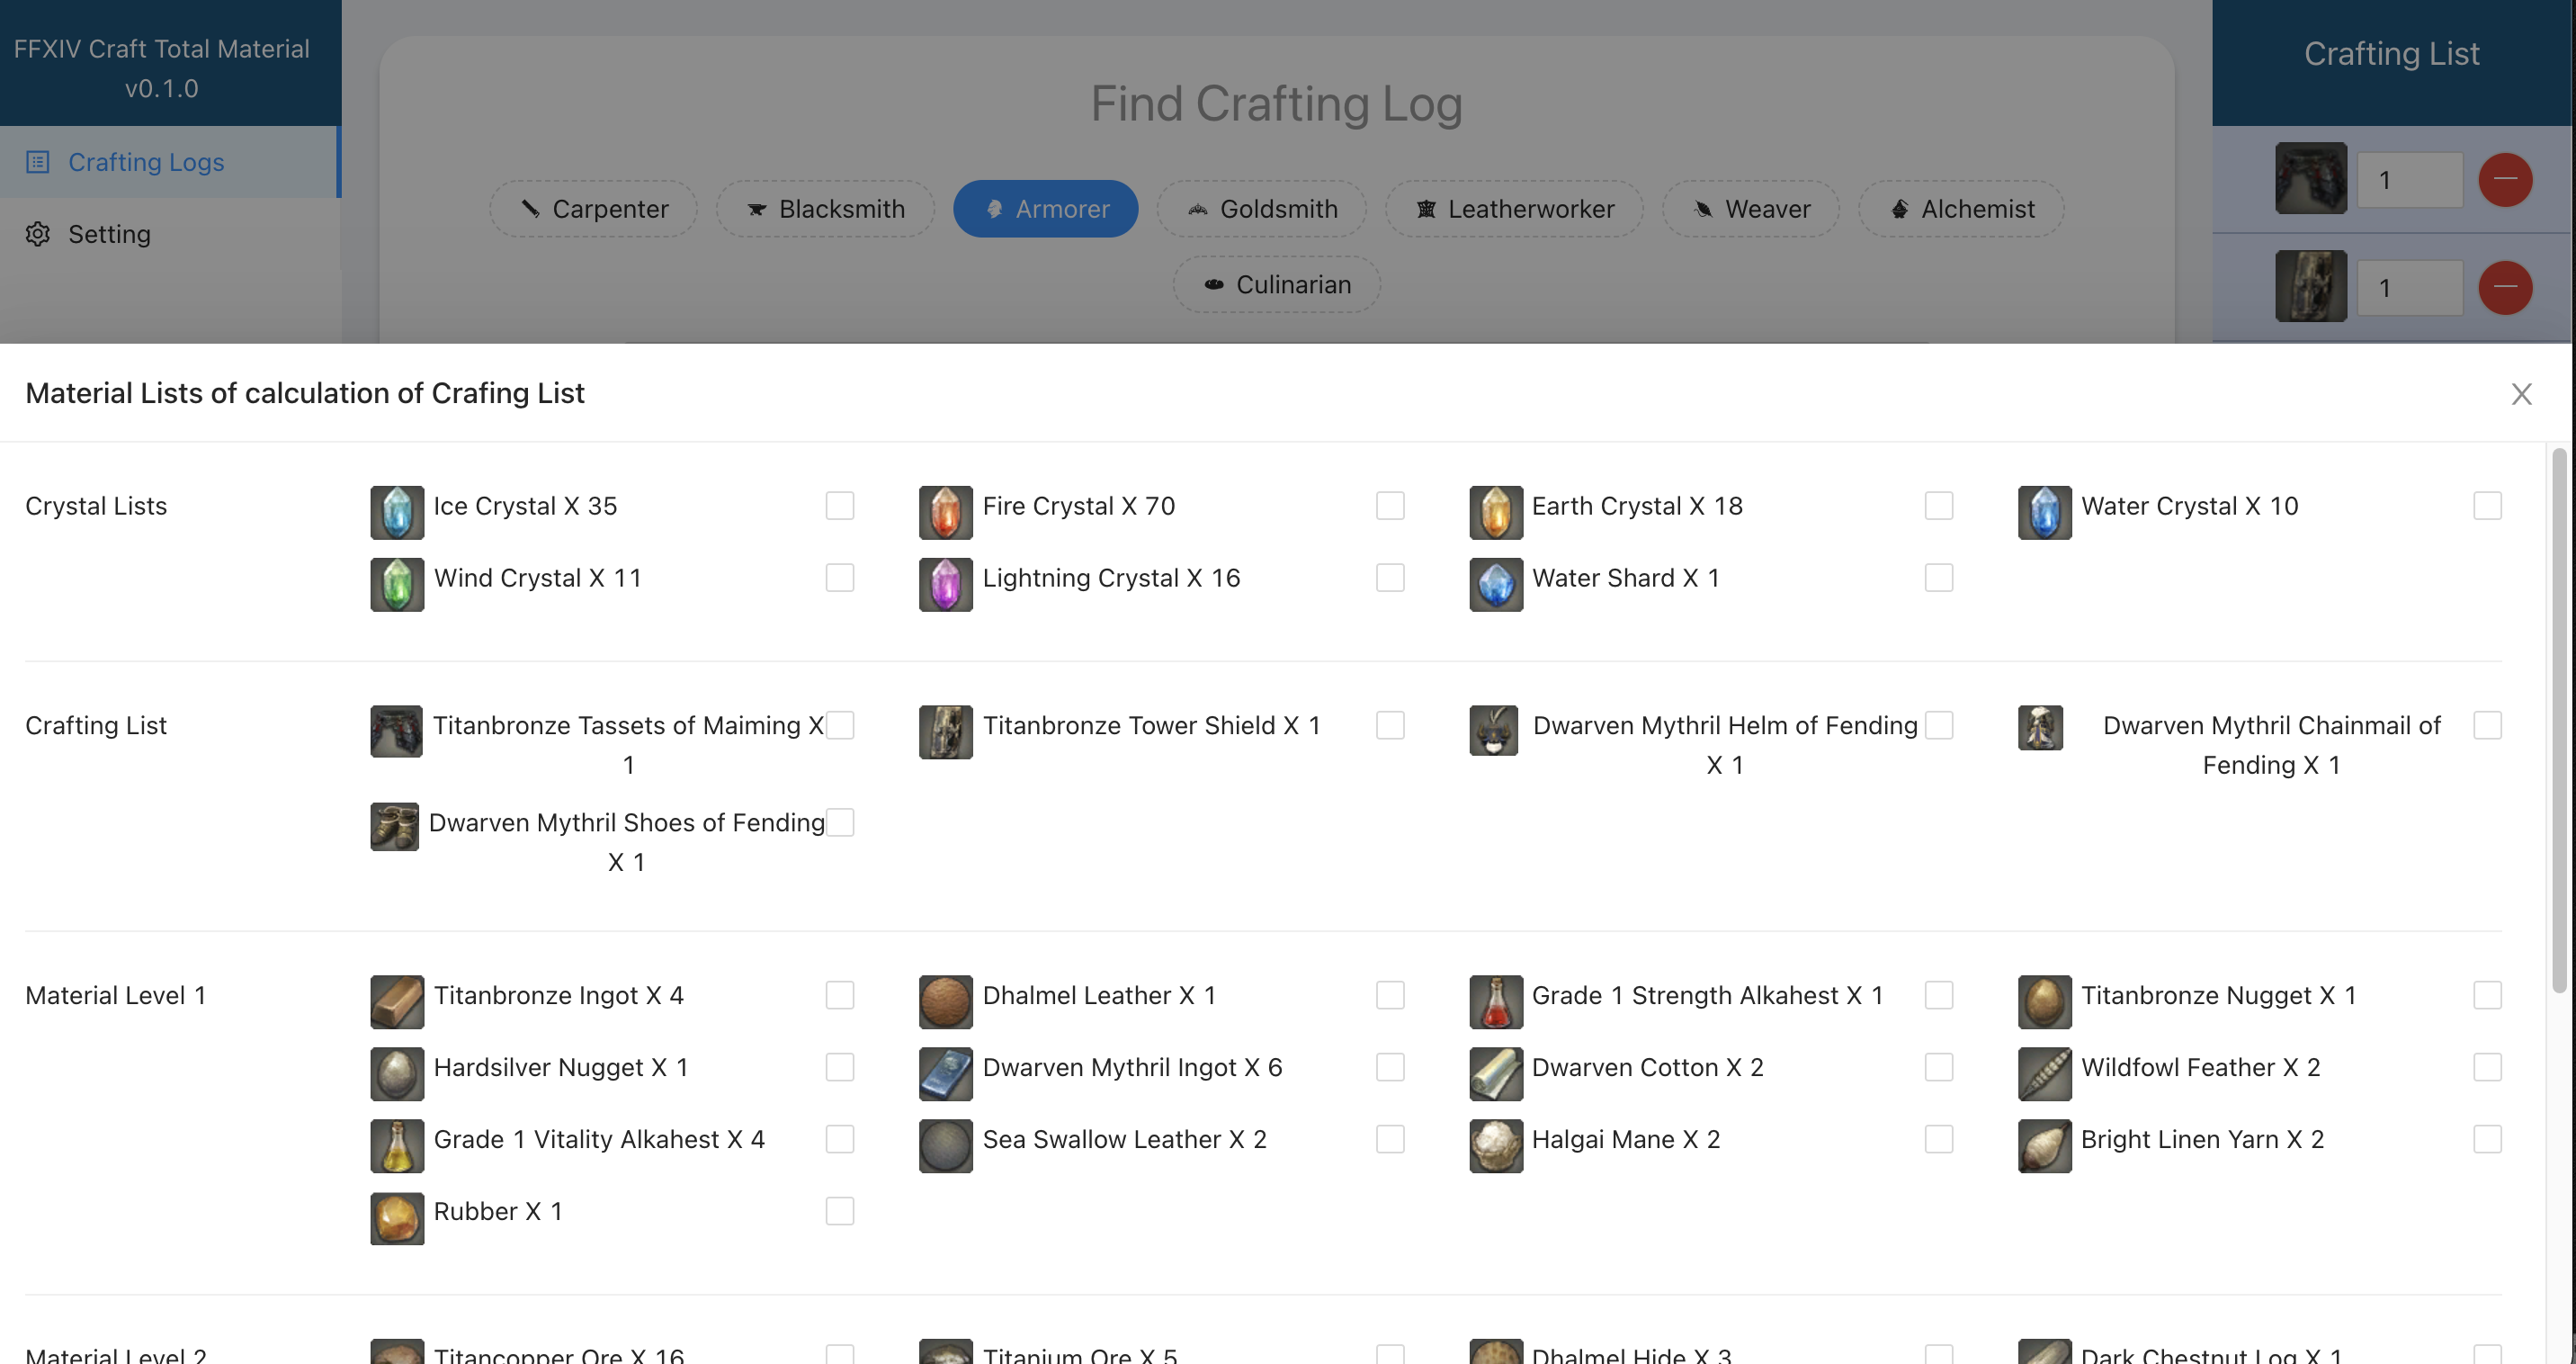 FFXIV Craft Total Material
v0.1.0
Crafting Logs
Setting
Find Crafting Log
Carpenter
Blacksmith
Armorer
Goldsmith
Leatherworker
Weaver
Alchemist
Culinarian
Crafting List
1
1
Material Lists of calculation of Crafing List
X
Crystal Lists
Ice Crystal X 35
Fire Crystal X 70
Earth Crystal X 18
Water Crystal X 10
Wind Crystal X 11
Lightning Crystal X 16
Water Shard X 1
Crafting List
Titanbronze Tassets of Maiming X
1
Titanbronze Tower Shield X 1
Dwarven Mythril Helm of Fending
X 1
Dwarven Mythril Chainmail of
Fending X 1
Dwarven Mythril Shoes of Fending
X 1
Material Level 1
Titanbronze Ingot X 4
Dhalmel Leather X 1
Grade 1 Strength Alkahest X 1
Titanbronze Nugget X 1
Hardsilver Nugget X 1
Dwarven Mythril Ingot X 6
Dwarven Cotton X 2
Wildfowl Feather X 2
Grade 1 Vitality Alkahest X 4
Sea Swallow Leather X 2
Halgai Mane X 2
Bright Linen Yarn X 2
Rubber X 1
Material Level 2
Titancopper Ore X 16
Titanium Ore X 5
Dhalmel Hide X 3
Dark Chestnut Log X 1